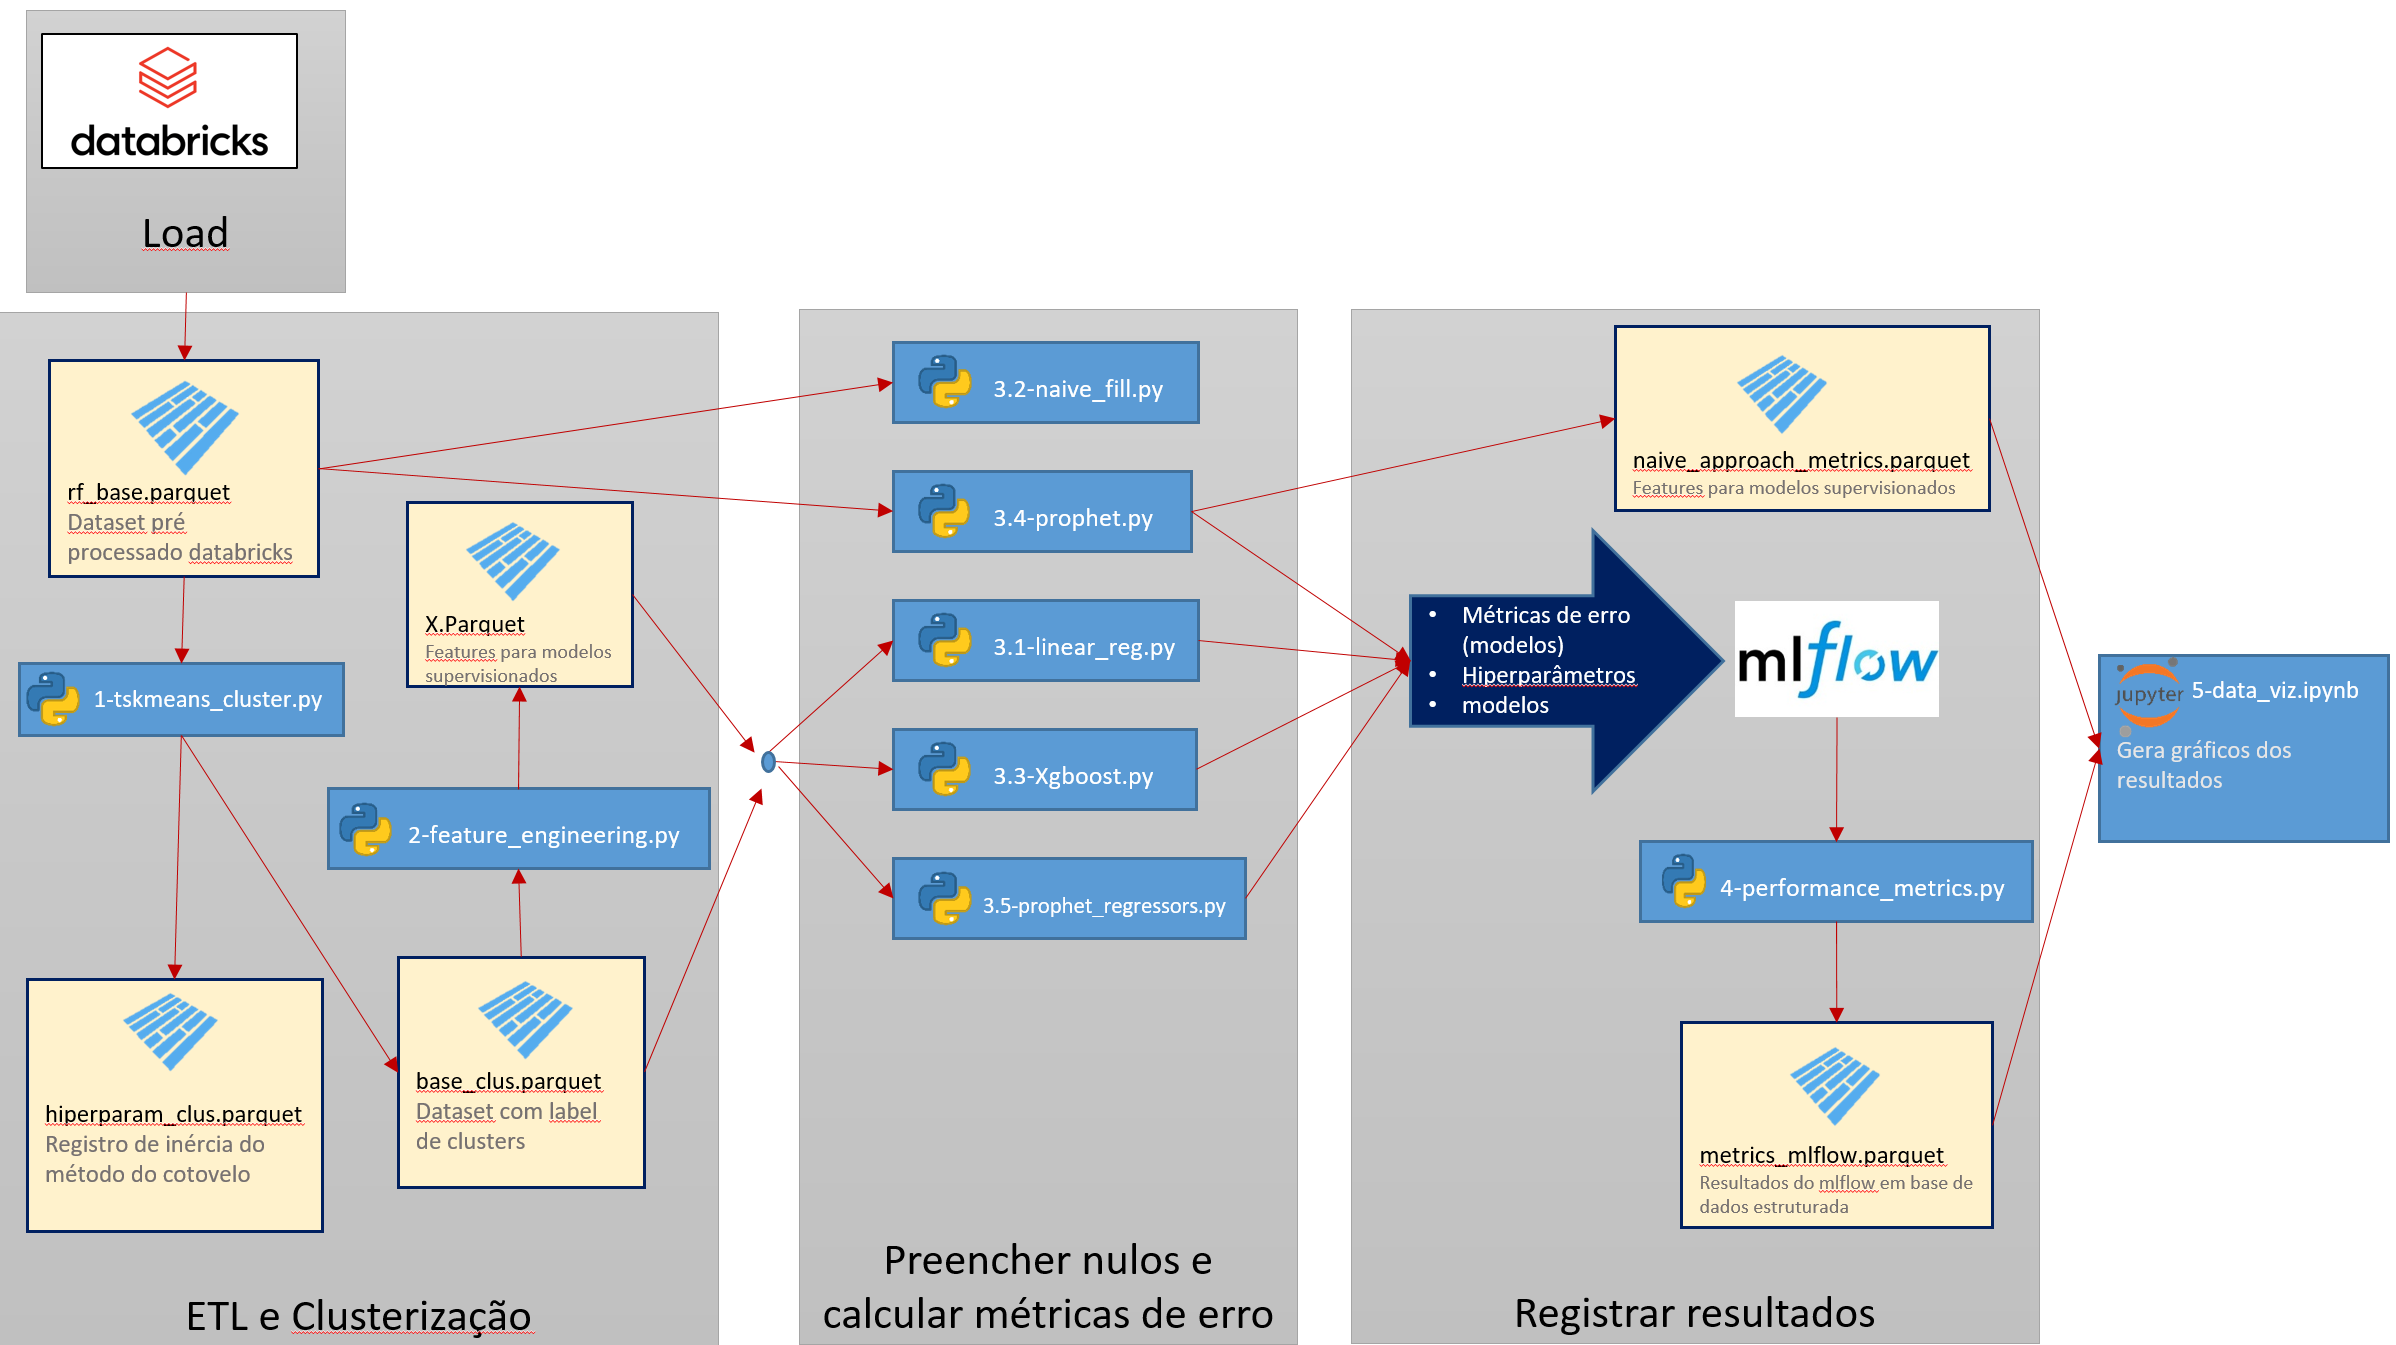 databricks
Load
rf_base.parquet
Dataset pré
processado databricks
1-tskmeans_cluster.py
hiperparam_clus.parquet
Registro de inércia do
método do cotovelo
X.Parquet
Features para modelos
supervisionados
2-feature_engineering.py
base_clus.parquet
Dataset com label
de clusters
ETL e Clusterização
3.2-naive_fill.py
3.4-prophet.py
3.1-linear_reg.py
3.3-Xgboost.py
3.5-prophet_regressors.py
Preencher nulos e
calcular métricas de erro
naive_approach_metrics.parquet
Features para modelos supervisionados
• Métricas de erro
(modelos)
• Hiperparâmetros
• modelos
mlflow
4-performance_metrics.py
metrics_mlflow.parquet
Resultados do mlflow em base de
dados estruturada
Registrar resultados
jupyter
5-data_viz.ipynb
Gera gráficos dos
resultados